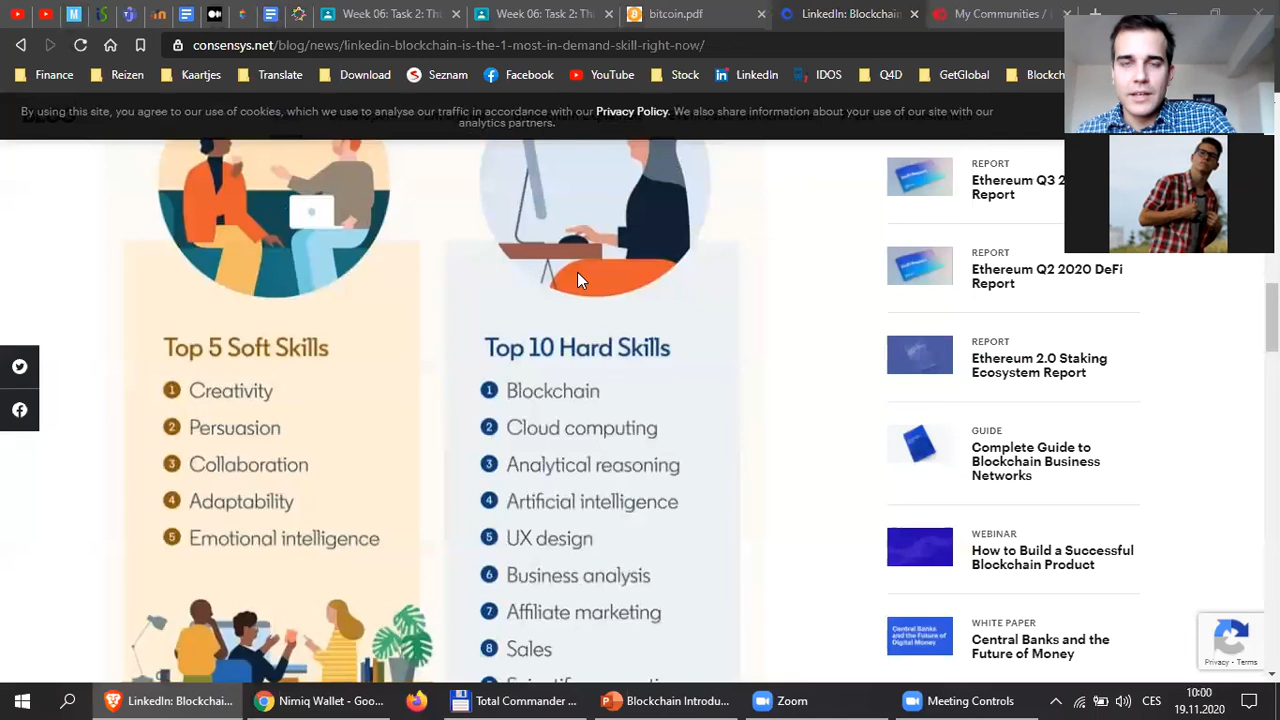 Week 06: Task 2: Th
Week 06: Task 2: Th
bitcoin.pdf
LinkedIn: Blockchain
My Communities /
consensys.net/blog/news/linkedin-blockchain-is-the-1-most-in-demand-skill-right-now/
Finance
Reizen
Kaartjes
Translate
Download
Facebook
YouTube
Stock
LinkedIn
IDOS
Q4D
GetGlobal
Blockch
By using this site, you agree to our use of cookies, which we use to analyse our traffic in accordance with our Privacy Policy. We also share information about your use of our site with our
analytics partners.
Top 5 Soft Skills
1 Creativity
2 Persuasion
3 Collaboration
4 Adaptability
5 Emotional intelligence
Top 10 Hard Skills
1 Blockchain
2 Cloud computing
3 Analytical reasoning
4 Artificial intelligence
5 UX design
6 Business analysis
7 Affiliate marketing
8 Sales
REPORT
Ethereum Q3 2
Report
REPORT
Ethereum Q2 2020 DeFi
Report
REPORT
Ethereum 2.0 Staking
Ecosystem Report
GUIDE
Complete Guide to
Blockchain Business
Networks
WEBINAR
How to Build a Successful
Blockchain Product
WHITE PAPER
Central Banks
and the Future of
Digital Money
Central Banks and the
Future of Money
Privacy - Terms
LinkedIn: Blockchai...
Nimiq Wallet - Goo...
Total Commander ...
Blockchain Introdu...
Zoom
Meeting Controls
CES
10:00
19.11.2020